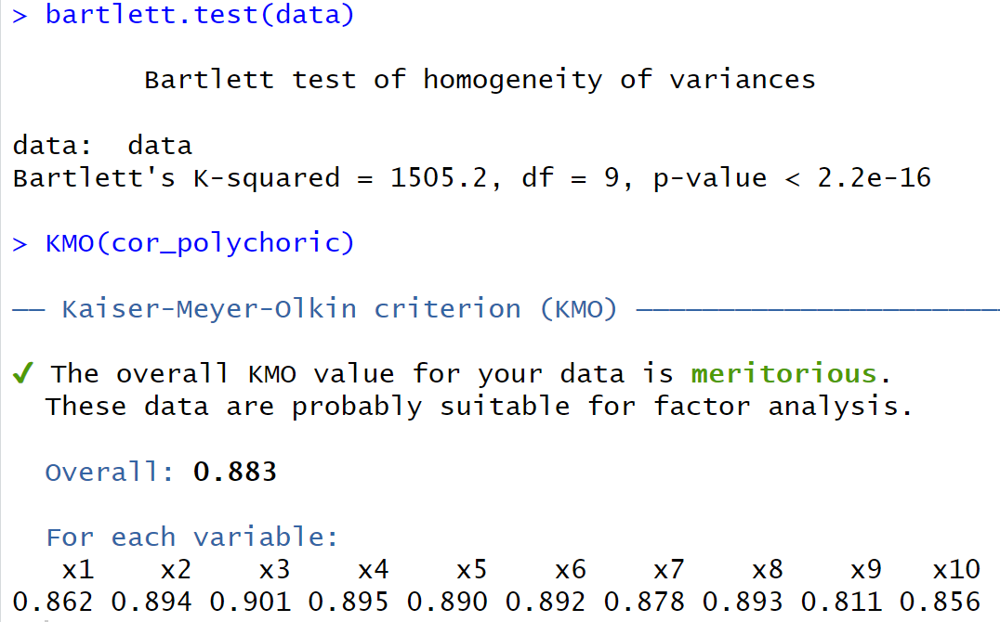 > bartlett.test(data)
Bartlett test of homogeneity of variances
data:  data
Bartlett's K-squared = 1505.2, df = 9, p-value < 2.2e-16
> KMO(cor_polychoric)
── Kaiser-Meyer-Olkin criterion (KMO) ──────────────────────
✔ The overall KMO value for your data is meritorious.
These data are probably suitable for factor analysis.
Overall: 0.883
For each variable:
x1 x2 x3 x4 x5 x6 x7 x8 x9 x10
0.862 0.894 0.901 0.895 0.890 0.892 0.878 0.893 0.811 0.856